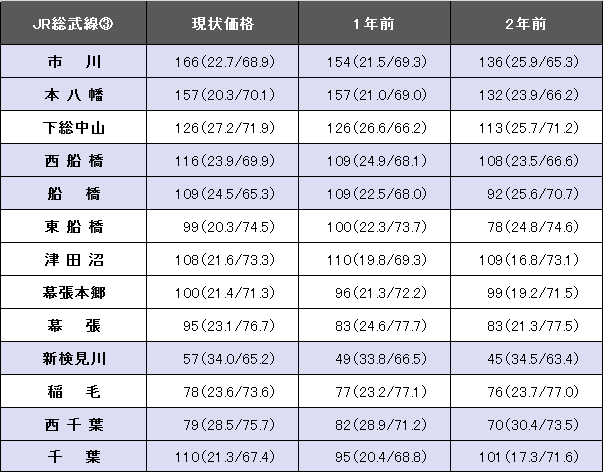 JR総武線③ 現状価格 1年前 2年前
市川 166(22.7/68.9) 154(21.5/69.3) 136(25.9/65.3)
本八幡 157(20.3/70.1) 157(21.0/69.0) 132(23.9/66.2)
下総中山 126(27.2/71.9) 126(26.6/66.2) 113(25.7/71.2)
西船橋 116(23.9/69.9) 109(24.9/68.1) 108(23.5/66.6)
船橋 109(24.5/65.3) 109(22.5/68.0) 92(25.6/70.7)
東船橋 99(20.3/74.5) 100(22.3/73.7) 78(24.8/74.6)
津田沼 108(21.6/73.3) 110(19.8/69.3) 109(16.8/73.1)
幕張本郷 100(21.4/71.3) 96(21.3/72.2) 99(19.2/71.5)
幕張 95(23.1/76.7) 83(24.6/77.7) 83(21.3/77.5)
新検見川 57(34.0/65.2) 49(33.8/66.5) 45(34.5/63.4)
稲毛 78(23.6/73.6) 77(23.2/77.1) 76(23.7/77.0)
西千葉 79(28.5/75.7) 82(28.9/71.2) 70(30.4/73.5)
千葉 110(21.3/67.4) 95(20.4/68.8) 101(17.3/71.6)